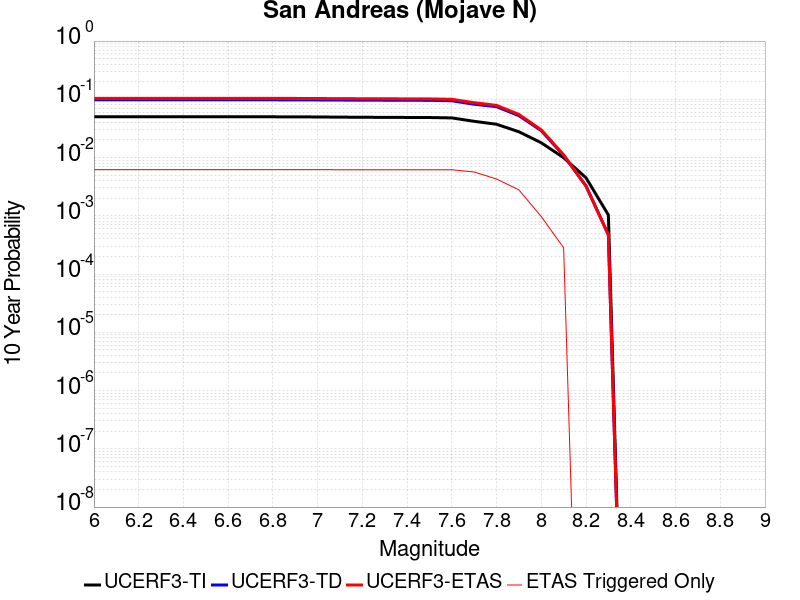 San Andreas (Mojave N)
10^0
10^-1
10^-2
10^-3
10^-4
10^-5
10^-6
10^-7
10^-8
10 Year Probability
6 6.2 6.4 6.6 6.8 7 7.2 7.4 7.6 7.8 8 8.2 8.4 8.6 8.8 9
Magnitude
UCERF3-TI UCERF3-TD UCERF3-ETAS ETAS Triggered Only